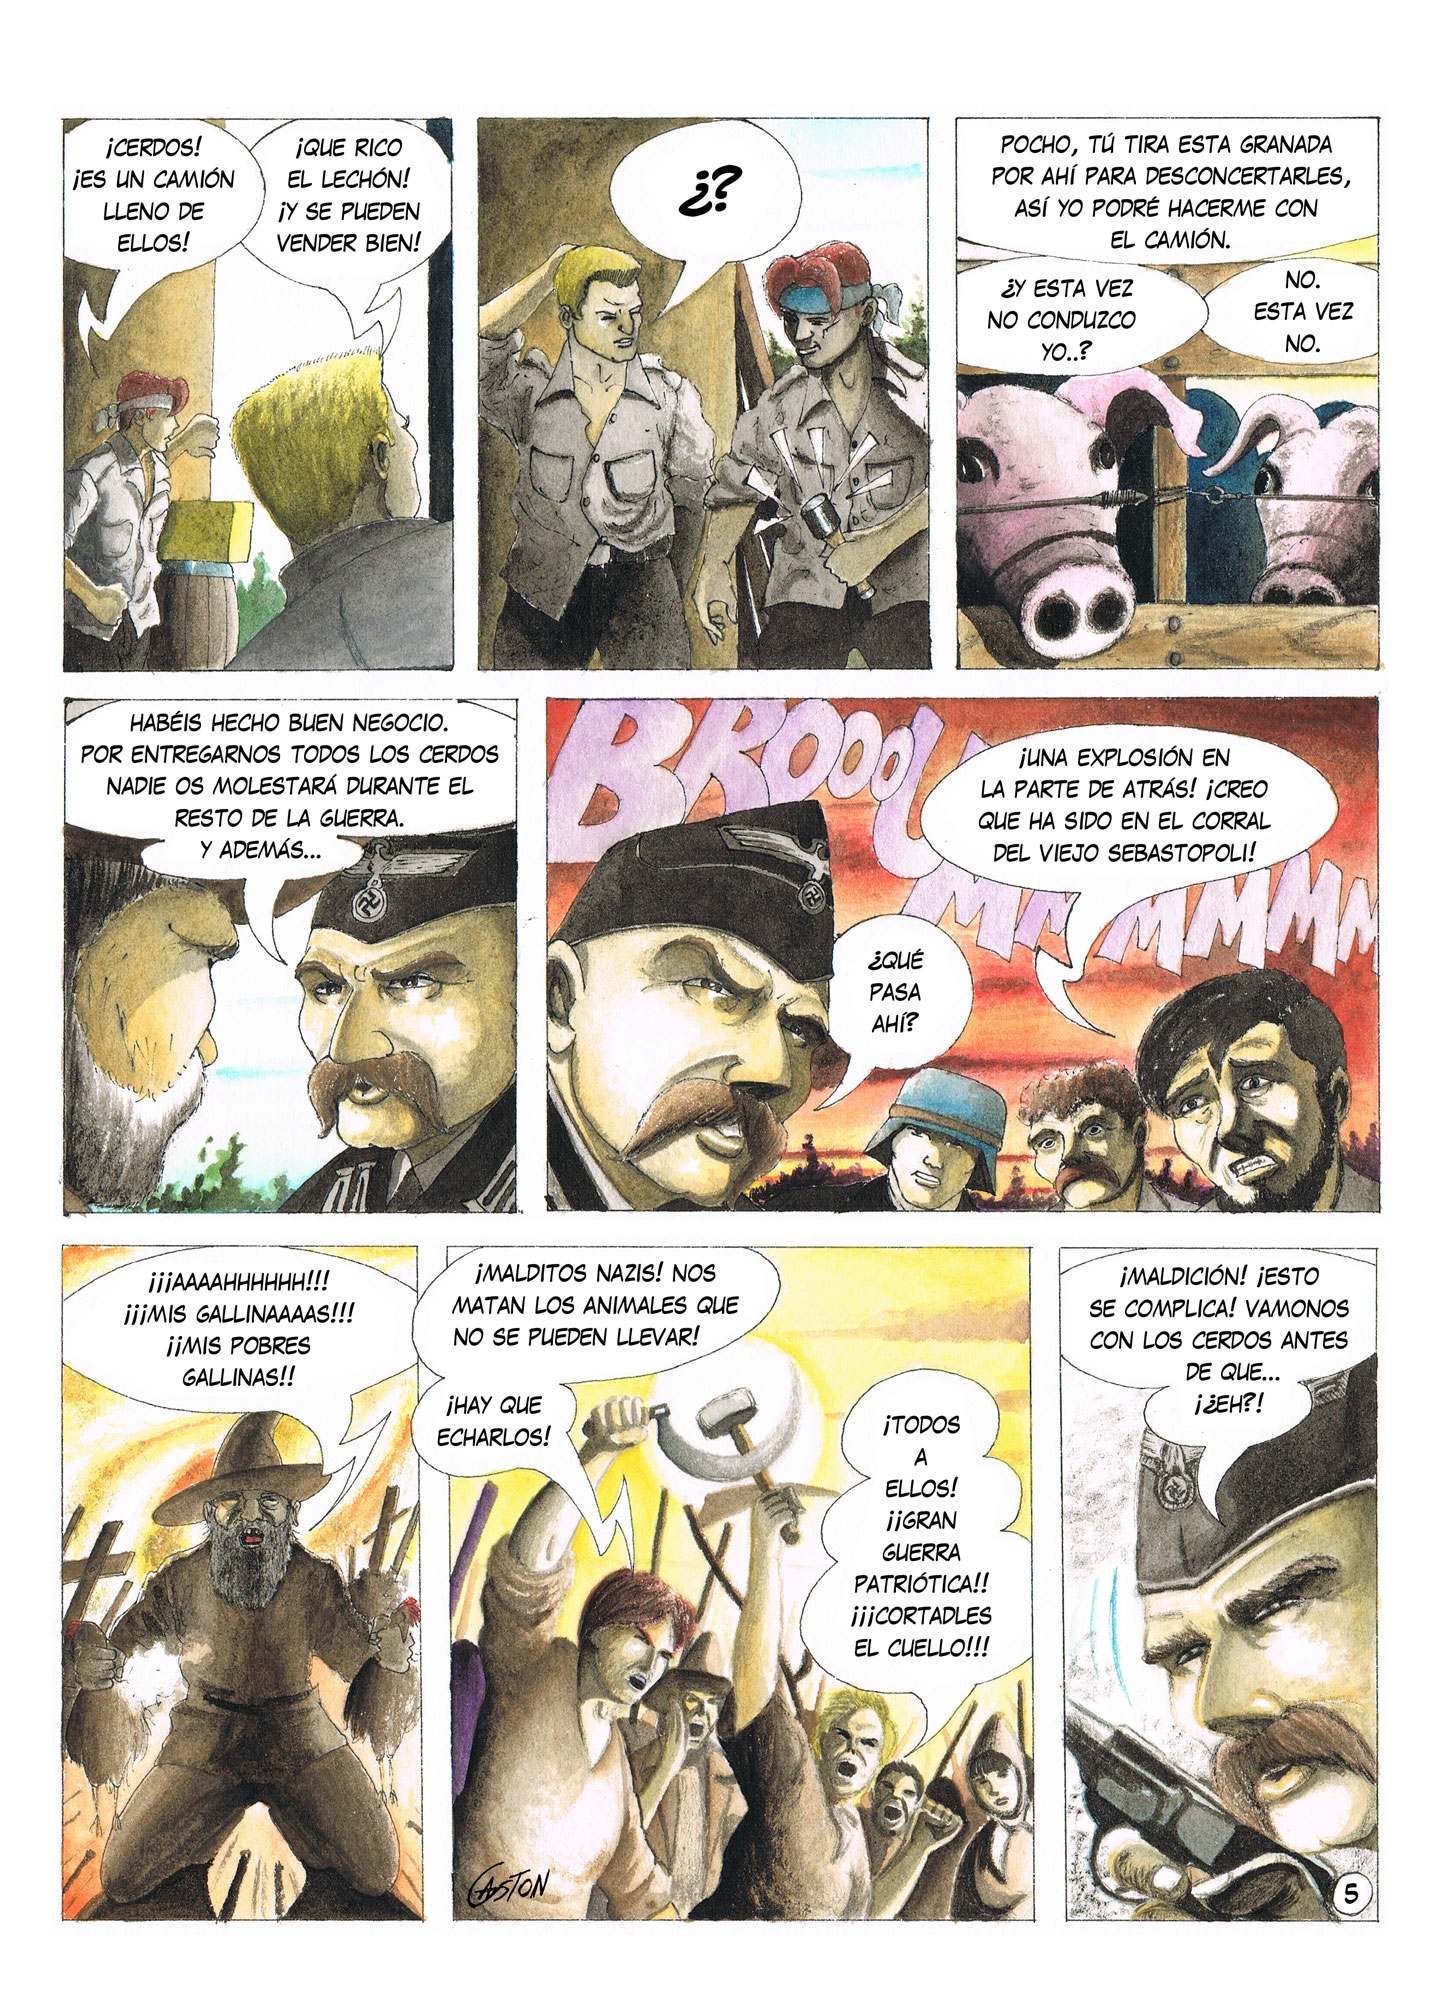 ¡CERDOS!
¡ES UN CAMIÓN
LLENO DE
ELLOS!
¡QUE RICO
EL LECHÓN!
¡Y SE PUEDEN
VENDER BIEN!
¿?
POCHO, TÚ TIRA ESTA GRANADA
POR AHÍ PARA DESCONCERTARLES,
ASÍ YO PODRÉ HACERME CON
EL CAMIÓN.
¿Y ESTA VEZ
NO CONDUZCO
YO..?
NO.
ESTA VEZ
NO.
HABÉIS HECHO BUEN NEGOCIO.
POR ENTREGARNOS TODOS LOS CERDOS
NADIE OS MOLESTARÁ DURANTE EL
RESTO DE LA GUERRA.
Y ADEMÁS...
BROOOUMMMMMMM
¿QUÉ
PASA
AHÍ?
¡UNA EXPLOSIÓN EN
LA PARTE DE ATRÁS! ¡CREO
QUE HA SIDO EN EL CORRAL
DEL VIEJO SEBASTOPOLI!
¡¡¡AAAAHHHHHH!!!
¡¡¡MIS GALLINAAAAS!!!
¡¡MIS POBRES
GALLINAS!!
¡MALDITOS NAZIS! NOS
MATAN LOS ANIMALES QUE
NO SE PUEDEN LLEVAR!
¡HAY QUE
ECHARLOS!
¡TODOS
A
ELLOS!
¡¡GRAN
GUERRA
PATRIÓTICA!!
¡¡¡CORTADLES
EL CUELLO!!!
GASTON
¡MALDICIÓN! ¡ESTO
SE COMPLICA! VAMONOS
CON LOS CERDOS ANTES
DE QUE...
¡¿EH?!
5